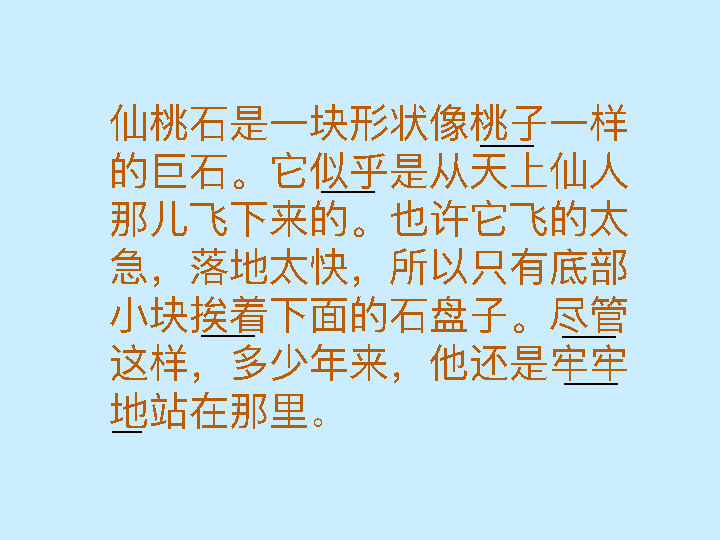 仙桃石是一块形状像桃子一样
的巨石。它似乎是从天上仙人
那儿飞下来的。也许它飞的太
急，落地太快，所以只有底部
小块挨着下面的石盘子。尽管
这样，多少年来，他还是牢牢
地站在那里。